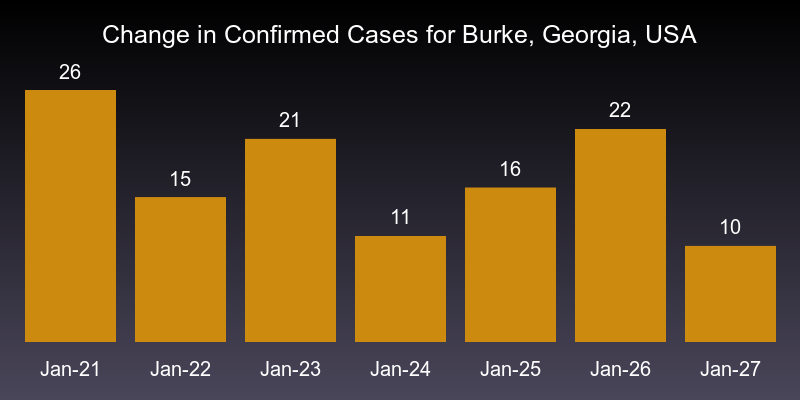 Change in Confirmed Cases for Burke, Georgia, USA
26
15
21
11
16
22
10
Jan-21
Jan-22
Jan-23
Jan-24
Jan-25
Jan-26
Jan-27